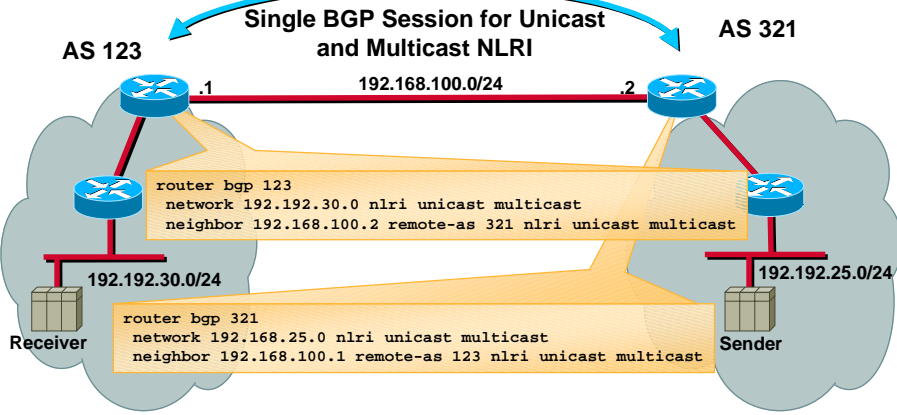 Single BGP Session for Unicast
and Multicast NLRI
AS 123
AS 321
.1
192.168.100.0/24
.2
router bgp 123
network 192.192.30.0 nlri unicast multicast
neighbor 192.168.100.2 remote-as 321 nlri unicast multicast
192.192.30.0/24
192.192.25.0/24
router bgp 321
network 192.168.25.0 nlri unicast multicast
neighbor 192.168.100.1 remote-as 123 nlri unicast multicast
Receiver
Sender